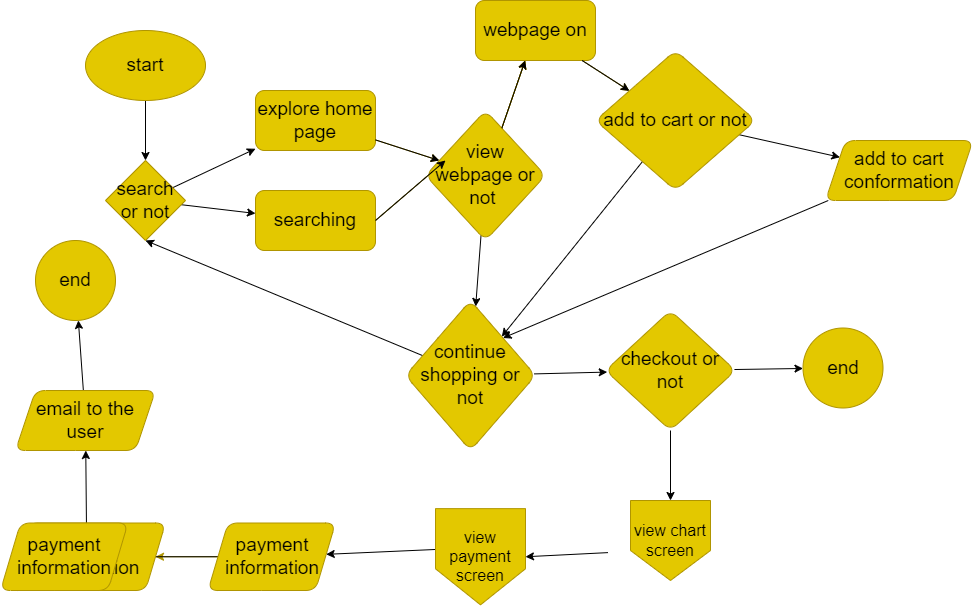 webpage on
start
explore home
page
add to cart or not
view
webpage or
not
add to cart
conformation
search
or not
searching
end
continue
shopping or
not
checkout or
not
end
email to the
user
view chart
screen
view
payment
screen
payment
information
ion
payment
information